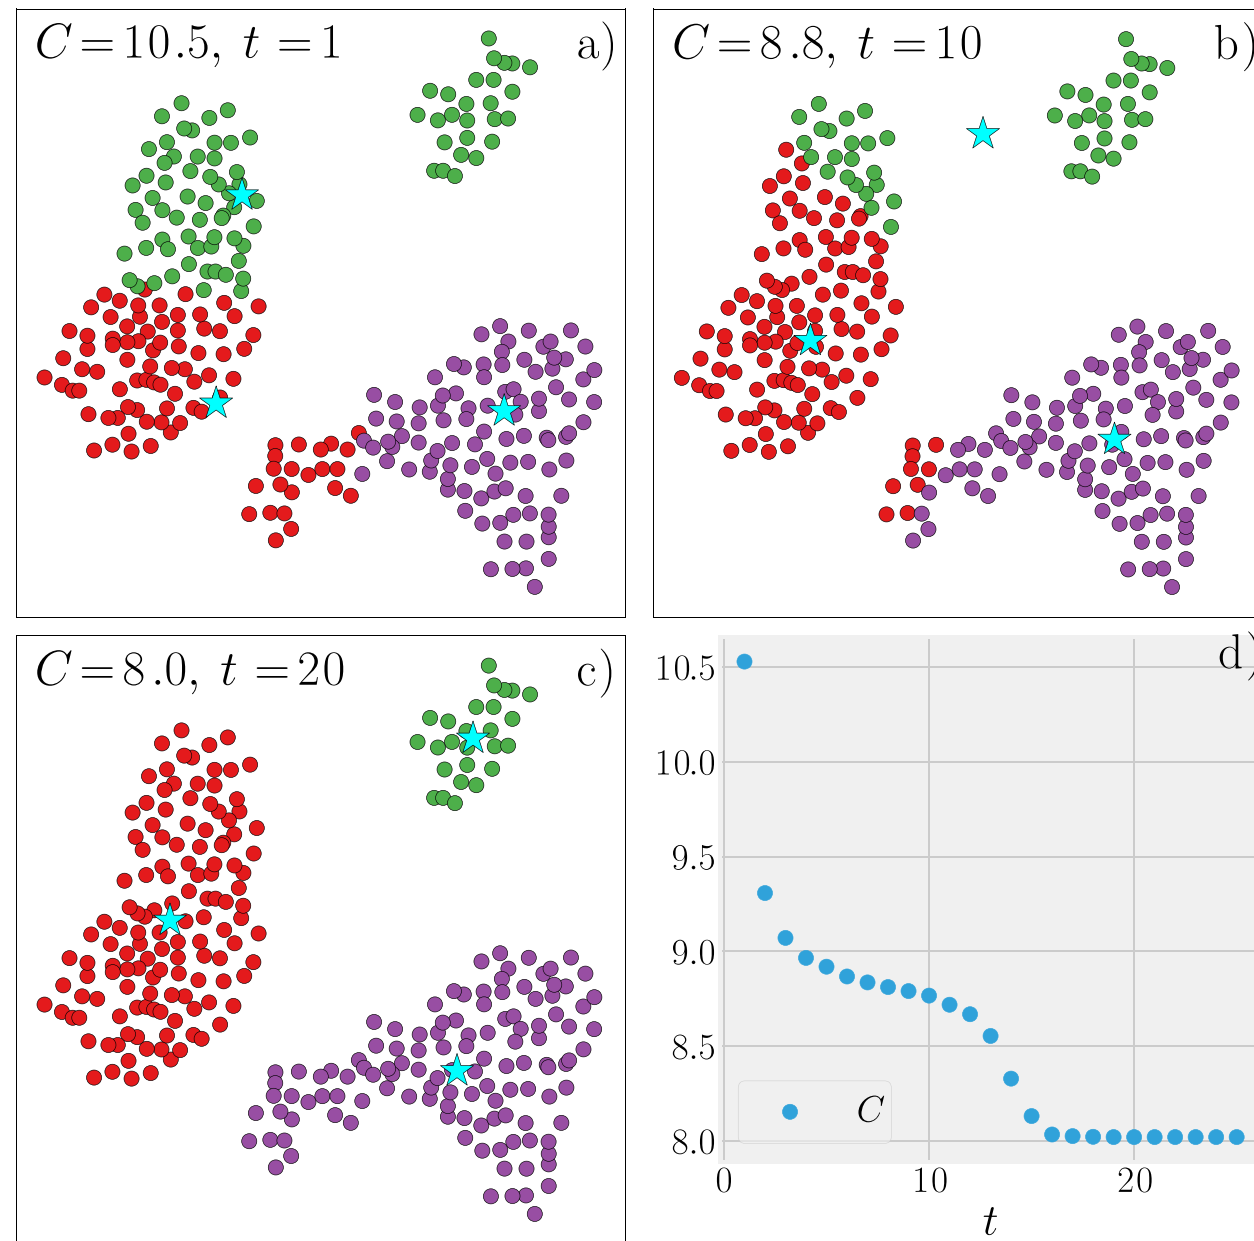 C = 10.5, t = 1 a)
C = 8.8, t = 10 b)
C = 8.0, t = 20 c)
d)
10.5
10.0
9.5
9.0
8.5
8.0
C
0 10 20
t